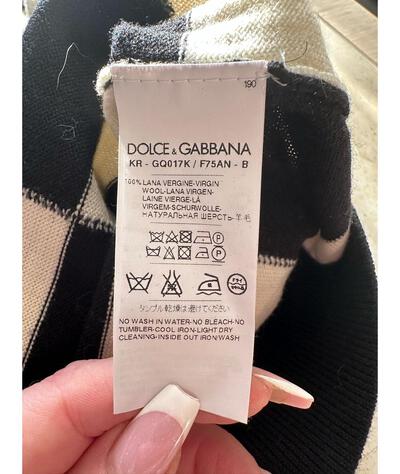 190
DOLCE & GABBANA
KR - GQ017K / F75AN - B
100% LANA VERGINE-VIRGIN
WOOL-LANA VIRGEN-
LAINE VIERGE-LÃ
VIRGEM-SCHURWOLLE-
НАТУРАЛЬНАЯ ШЕРСТЬ-羊毛
タンブル乾燥は避けてください。
NO WASH IN WATER-NO BLEACH-NO
TUMBLER-COOL IRON-LIGHT DRY
CLEANING-INSIDE OUT IRON/WASH